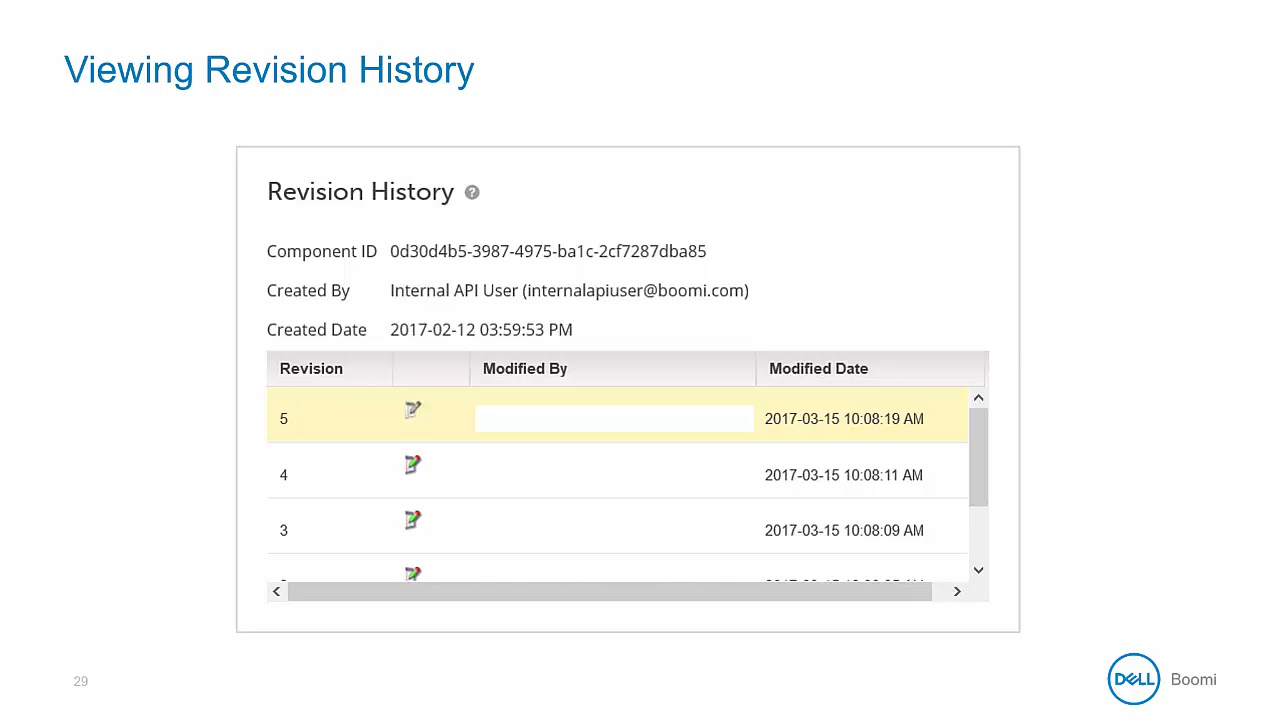 Viewing Revision History
Revision History ?
Component ID 0d30d4b5-3987-4975-ba1c-2cf7287dba85
Created By Internal API User (internalapiuser@boomi.com)
Created Date 2017-02-12 03:59:53 PM
Revision Modified By Modified Date
5 2017-03-15 10:08:19 AM
4 2017-03-15 10:08:11 AM
3 2017-03-15 10:08:09 AM
29
DELL Boomi